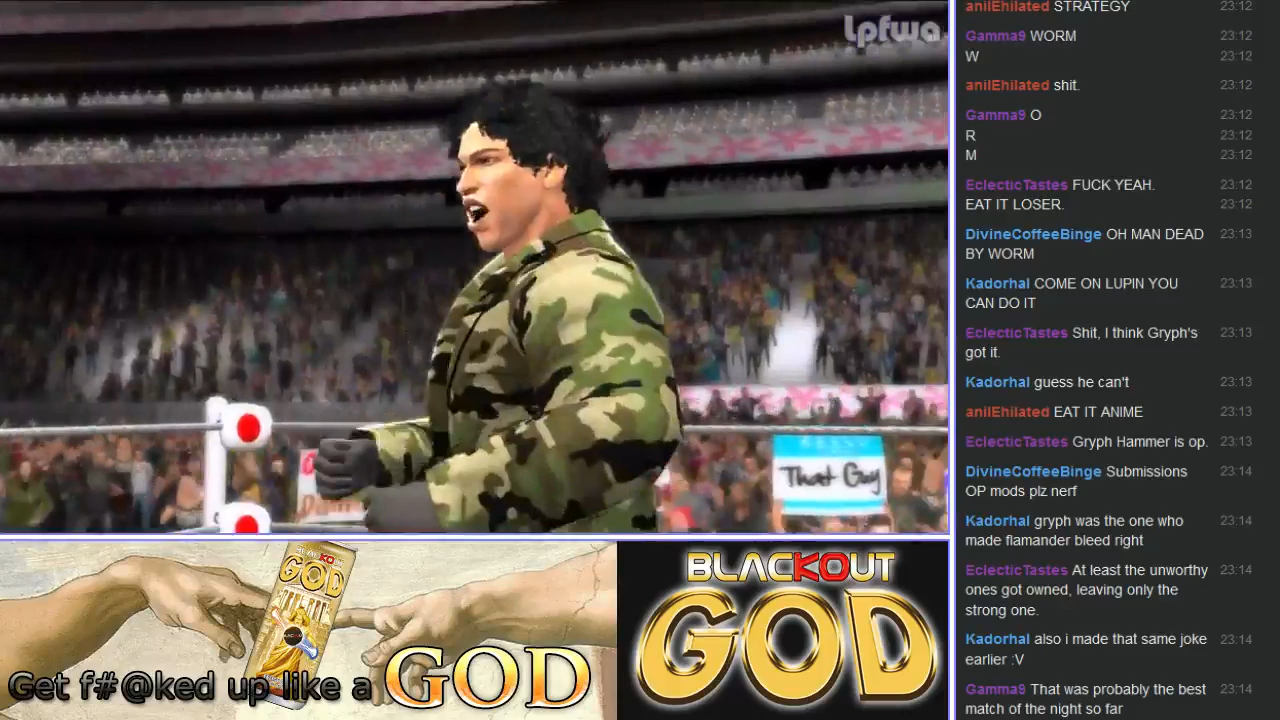 lpfwa
That Guy
BLACKOUT
GOD
Get f#@ked up like a GOD
BLACKOUT
GOD
anilEhilated STRATEGY 23:12
Gamma9 WORM 23:12
W 23:12
anilEhilated shit. 23:12
Gamma9 O 23:12
R 23:12
M 23:12
EclecticTastes FUCK YEAH. 23:12
EAT IT LOSER. 23:12
DivineCoffeeBinge OH MAN DEAD 23:13
BY WORM
Kadorhal COME ON LUPIN YOU 23:13
CAN DO IT
EclecticTastes Shit, I think Gryph's 23:13
got it.
Kadorhal guess he can't 23:13
anilEhilated EAT IT ANIME 23:13
EclecticTastes Gryph Hammer is op. 23:13
DivineCoffeeBinge Submissions 23:14
OP mods plz nerf
Kadorhal gryph was the one who 23:14
made flamander bleed right
EclecticTastes At least the unworthy 23:14
ones got owned, leaving only the
strong one.
Kadorhal also i made that same joke 23:14
earlier :V
Gamma9 That was probably the best 23:14
match of the night so far